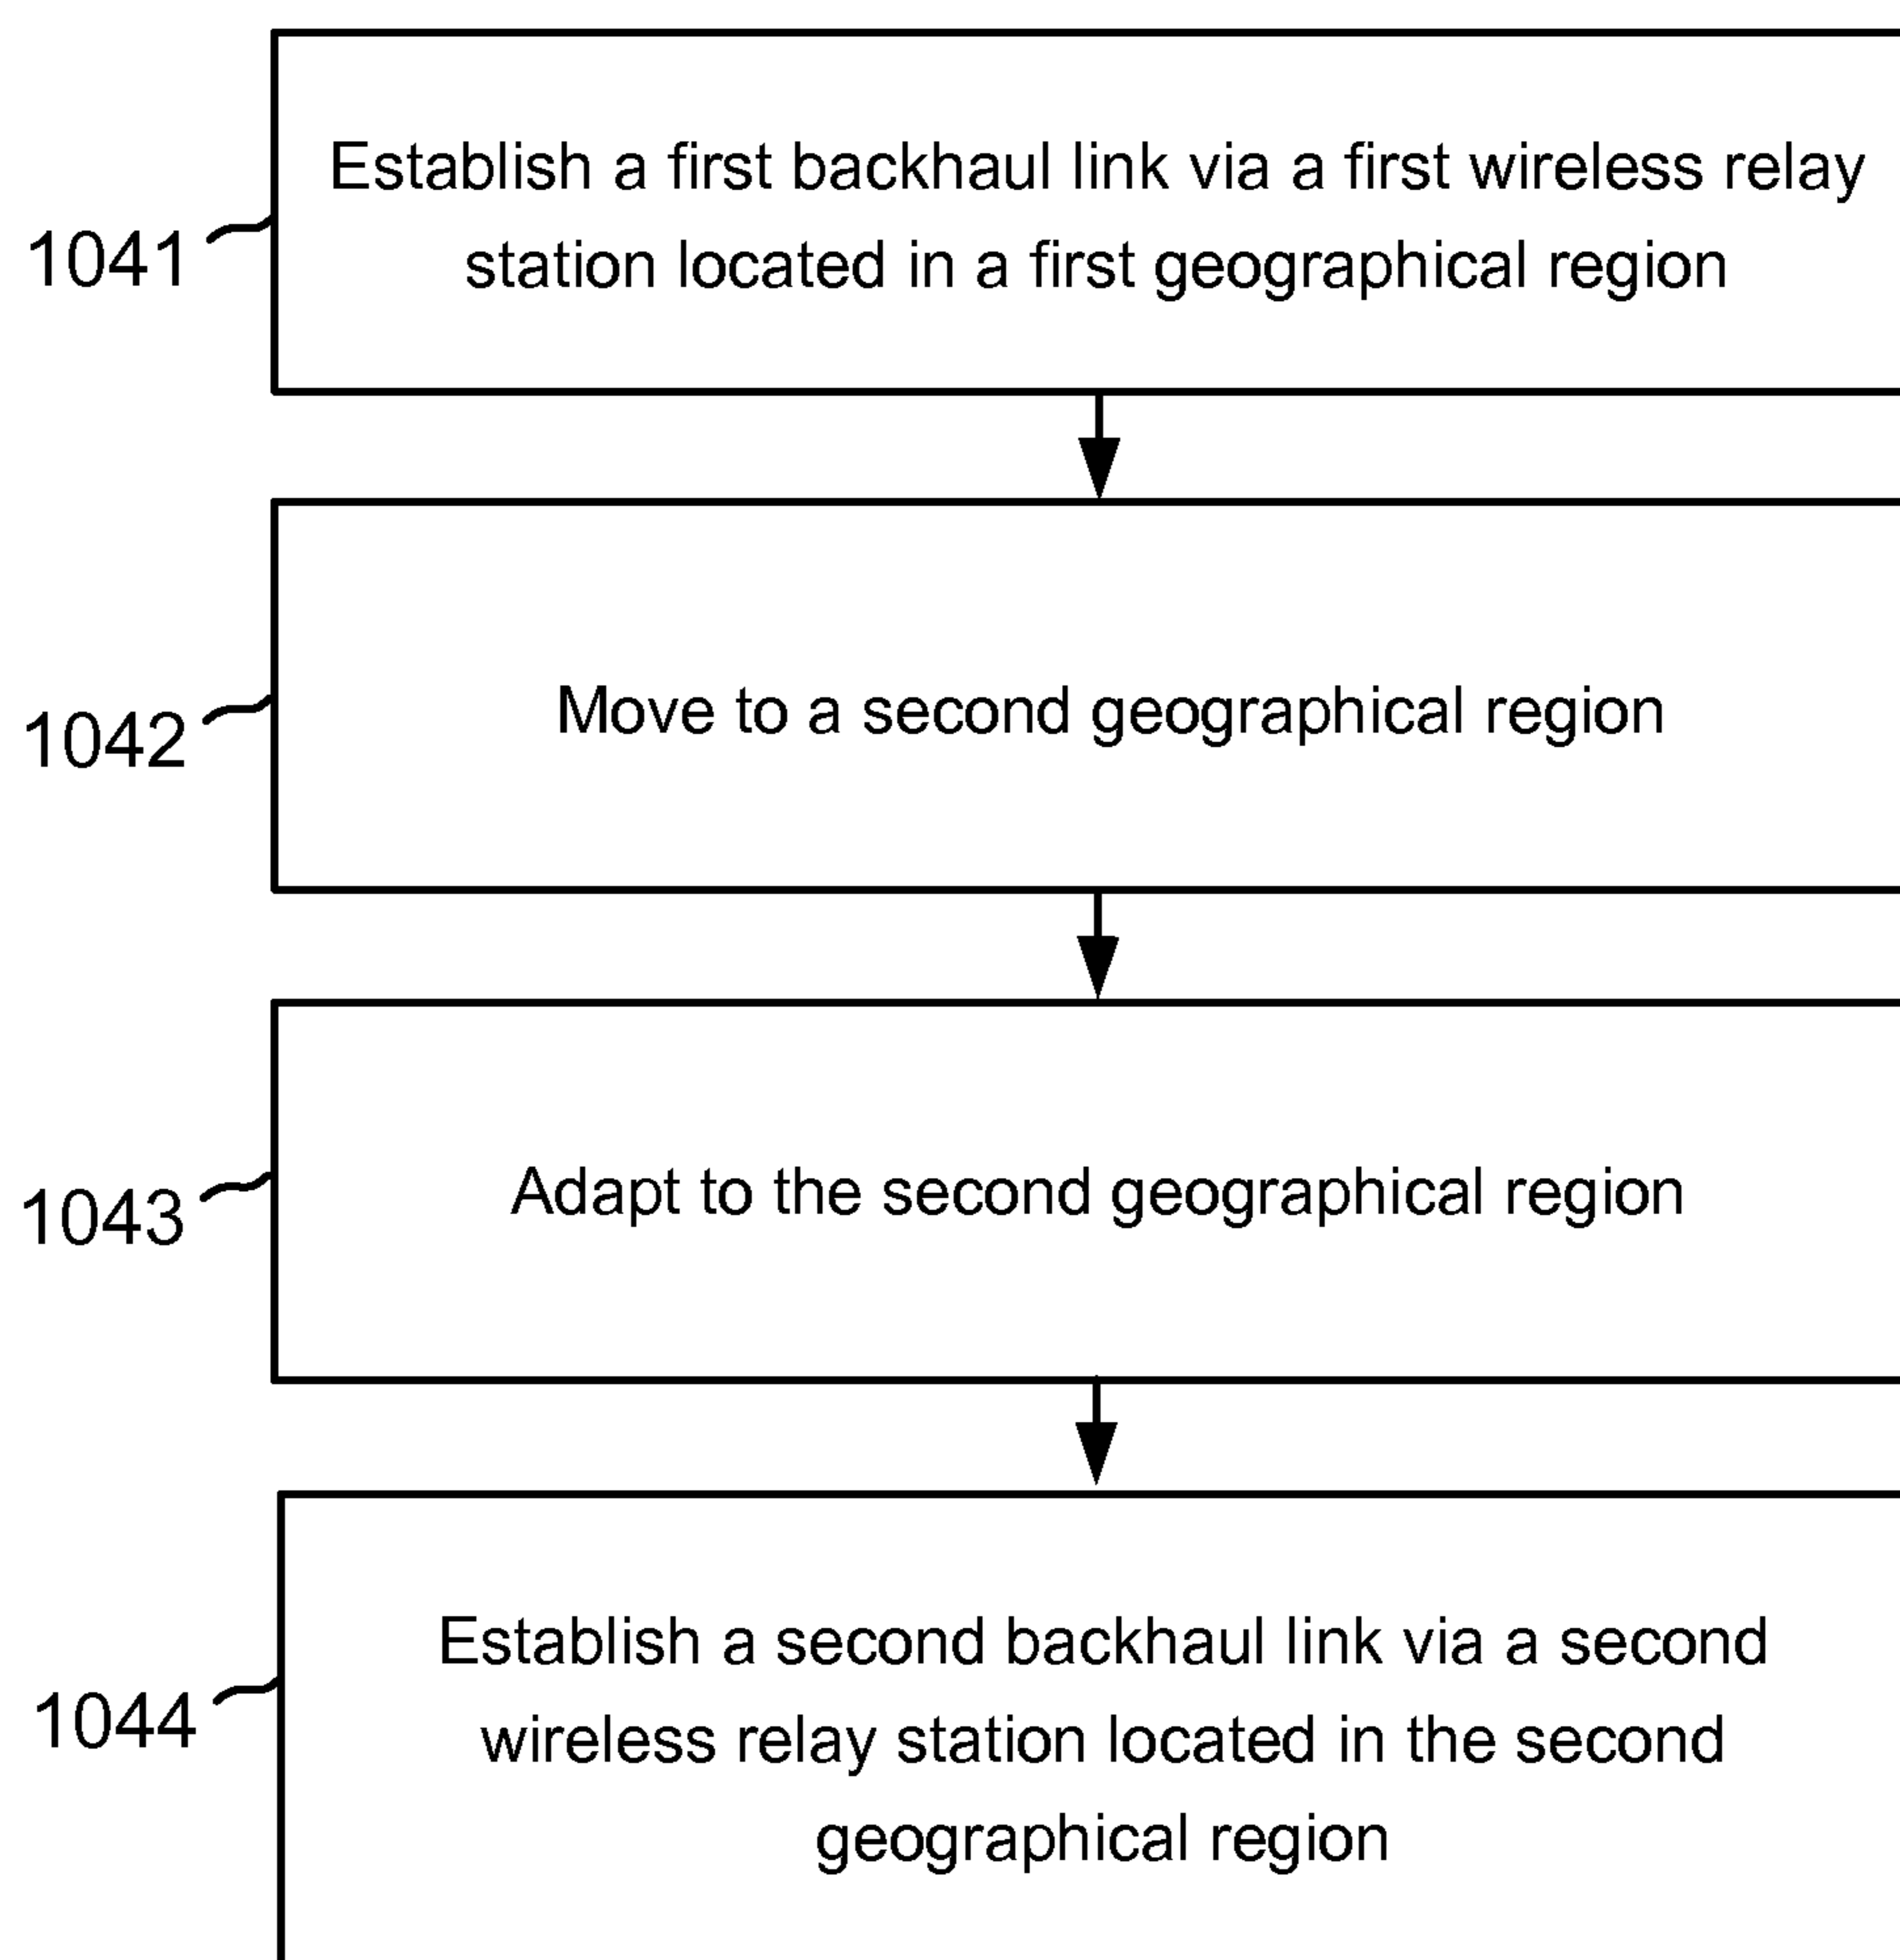 Establish a first backhaul link via a first wireless relay
station located in a first geographical region
1041
Move to a second geographical region
1042
Adapt to the second geographical region
1043
Establish a second backhaul link via a second
wireless relay station located in the second
geographical region
1044